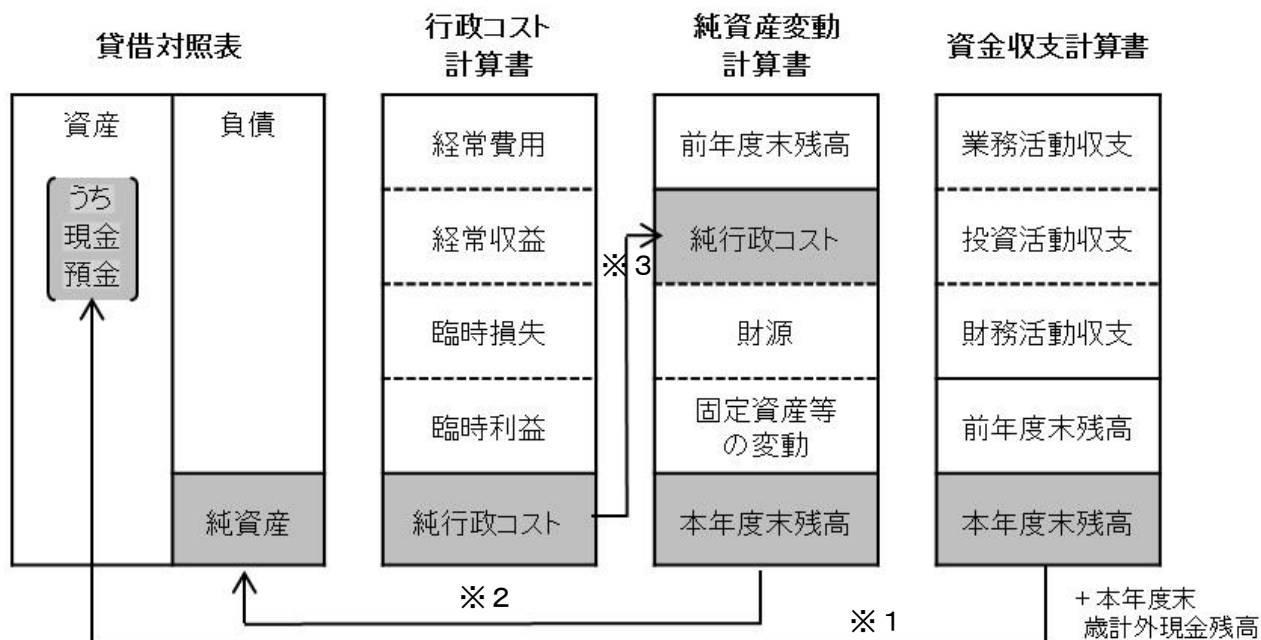 貸借対照表
資産
うち
現金
預金
負債
純資産
行政コスト
計算書
経常費用
経常収益
臨時損失
臨時利益
純行政コスト
※3
純資産変動
計算書
前年度末残高
純行政コスト
財源
固定資産等
の変動
本年度末残高
資金収支計算書
業務活動収支
投資活動収支
財務活動収支
前年度末残高
本年度末残高
※2
※1
+本年度末
歳計外現金残高